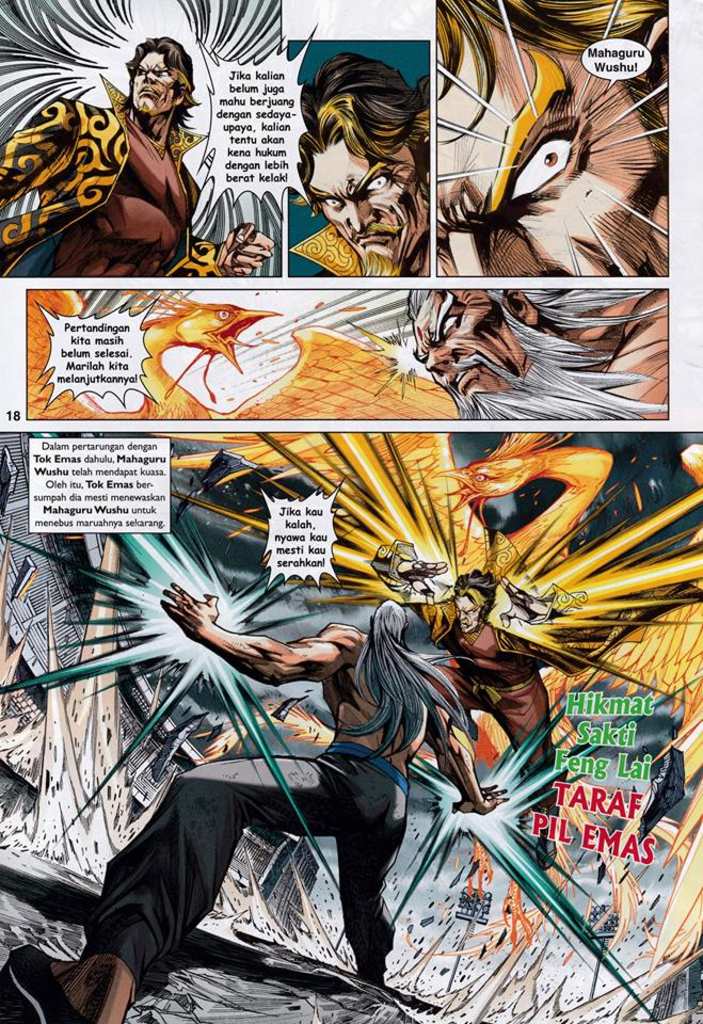 Jika kalian
belum juga
mahu berjuang
dengan sedaya-
upaya, kalian
tentu akan
kena hukum
dengan lebih
berat kelak!
Mahaguru
Wushu!
Pertandingan
kita masih
belum selesai.
Marilah kita
melanjutkannya!
18
Dalam pertarungan dengan
Tok Emas dahulu, Mahaguru
Wushu telah mendapat kuasa.
Oleh itu, Tok Emas ber-
sumpah dia mesti menewaskan
Mahaguru Wushu untuk
menebus maruahnya sekarang.
Jika kau
kalah,
nyawa kau
mesti kau
serahkan!
Hikmat
Sakti
Feng Lai
TARAF
PIL EMAS